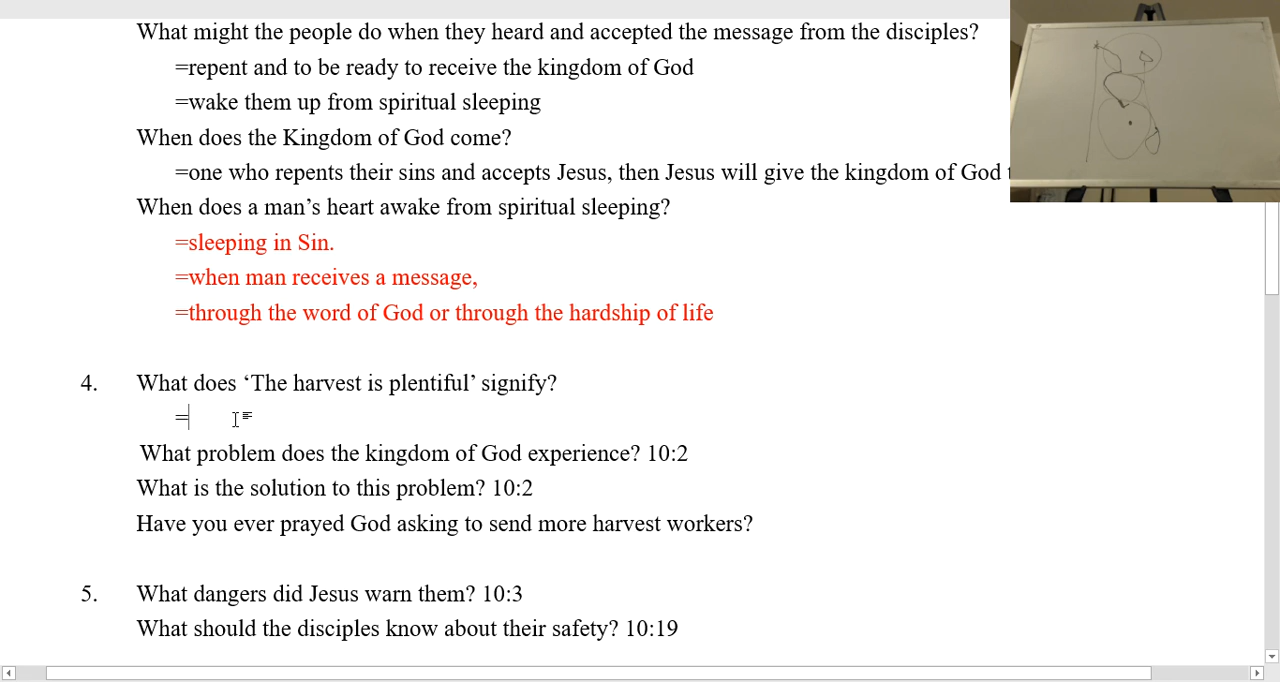 What might the people do when they heard and accepted the message from the disciples?
=repent and to be ready to receive the kingdom of God
=wake them up from spiritual sleeping
When does the Kingdom of God come?
=one who repents their sins and accepts Jesus, then Jesus will give the kingdom of God
When does a man’s heart awake from spiritual sleeping?
=sleeping in Sin.
=when man receives a message,
=through the word of God or through the hardship of life
4. What does ‘The harvest is plentiful’ signify?
=
What problem does the kingdom of God experience? 10:2
What is the solution to this problem? 10:2
Have you ever prayed God asking to send more harvest workers?
5. What dangers did Jesus warn them? 10:3
What should the disciples know about their safety? 10:19